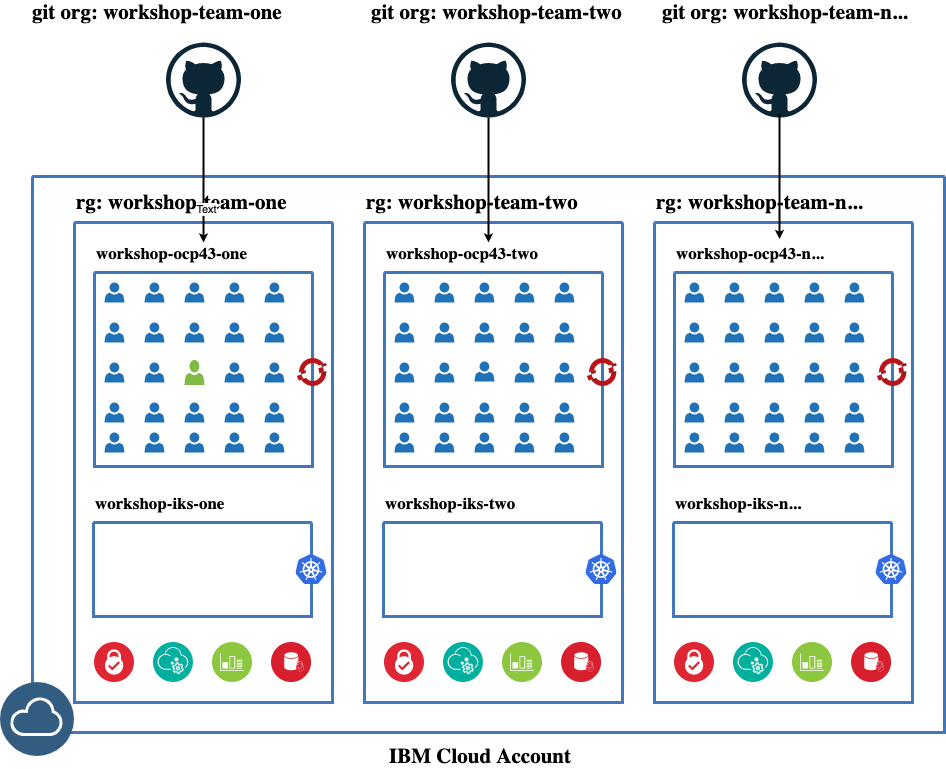 git org: workshop-team-one
git org: workshop-team-two
git org: workshop-team-n...
rg: workshop-team-one
Text
rg: workshop-team-two
rg: workshop-team-n...
workshop-ocp43-one
workshop-ocp43-two
workshop-ocp43-n...
workshop-iks-one
workshop-iks-two
workshop-iks-n...
IBM Cloud Account